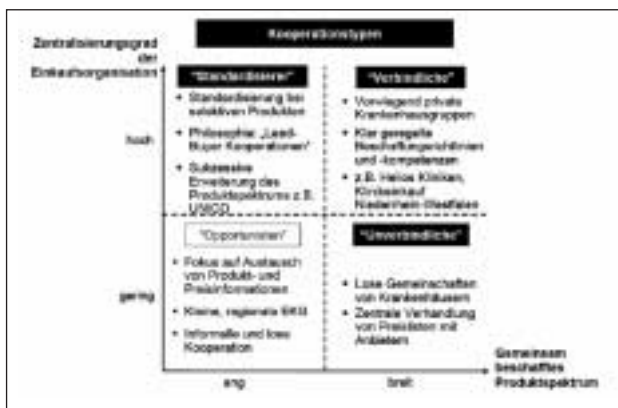 Kooperationstypen
Zentralisierungsgrad
der
Einkaufsorganisation
"Standardisierer"
• Standardisierung bei
selektiven Produkten
• Philosophie: „Lead-
Buyer Kooperationen"
• Sukzessive
Erweiterung des
Produktspektrums z.B.
UNICO
"Verbindliche"
• Vorwiegend private
Krankenhausgruppen
• Klar geregelte
Beschaffungsrichtlinien
und -kompetenzen
• z.B. Helios Kliniken,
Klinikeinkauf
Niederrhein-Westfalen
hoch
"Opportunisten"
• Fokus auf Austausch
von Produkt- und
Preisinformationen
• Kleine, regionale EKG
• Informelle und lose
Kooperation
"Unverbindliche"
• Lose Gemeinschaften
von Krankenhäusern
• Zentrale Verhandlung
von Preislisten mit
Anbietern
gering
eng
breit
Gemeinsam
beschafftes
Produktspektrum